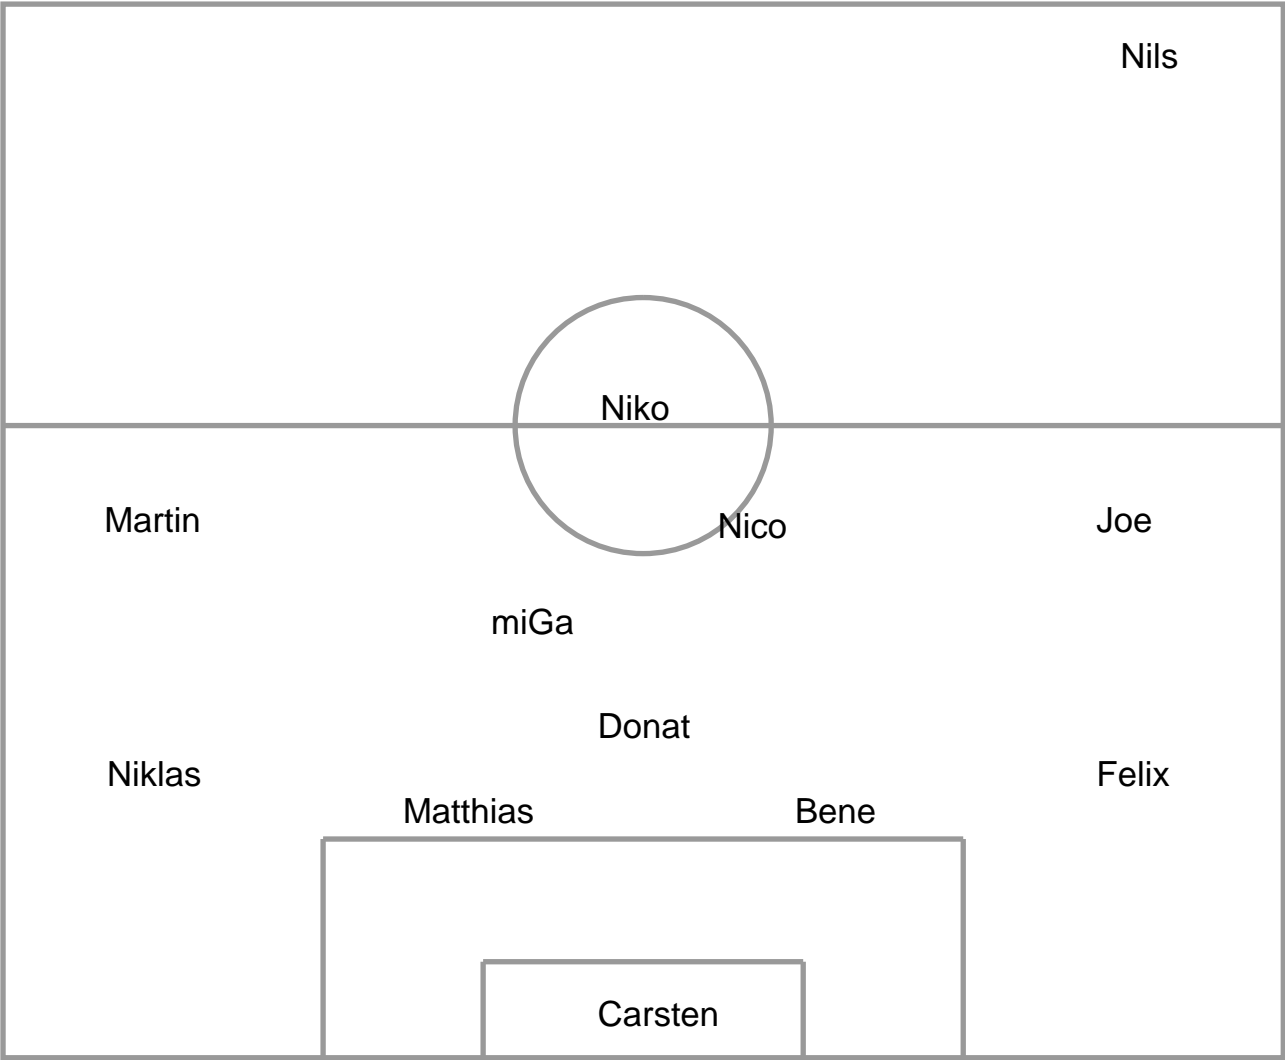 Nils
Niko
Martin
Nico
Joe
miGa
Donat
Niklas
Felix
Matthias
Bene
Carsten